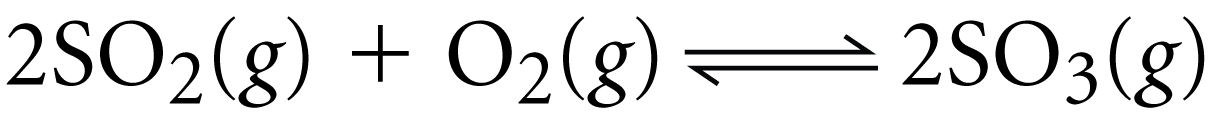 2SO₂(g) + O₂(g) ⇌ 2SO₃(g)